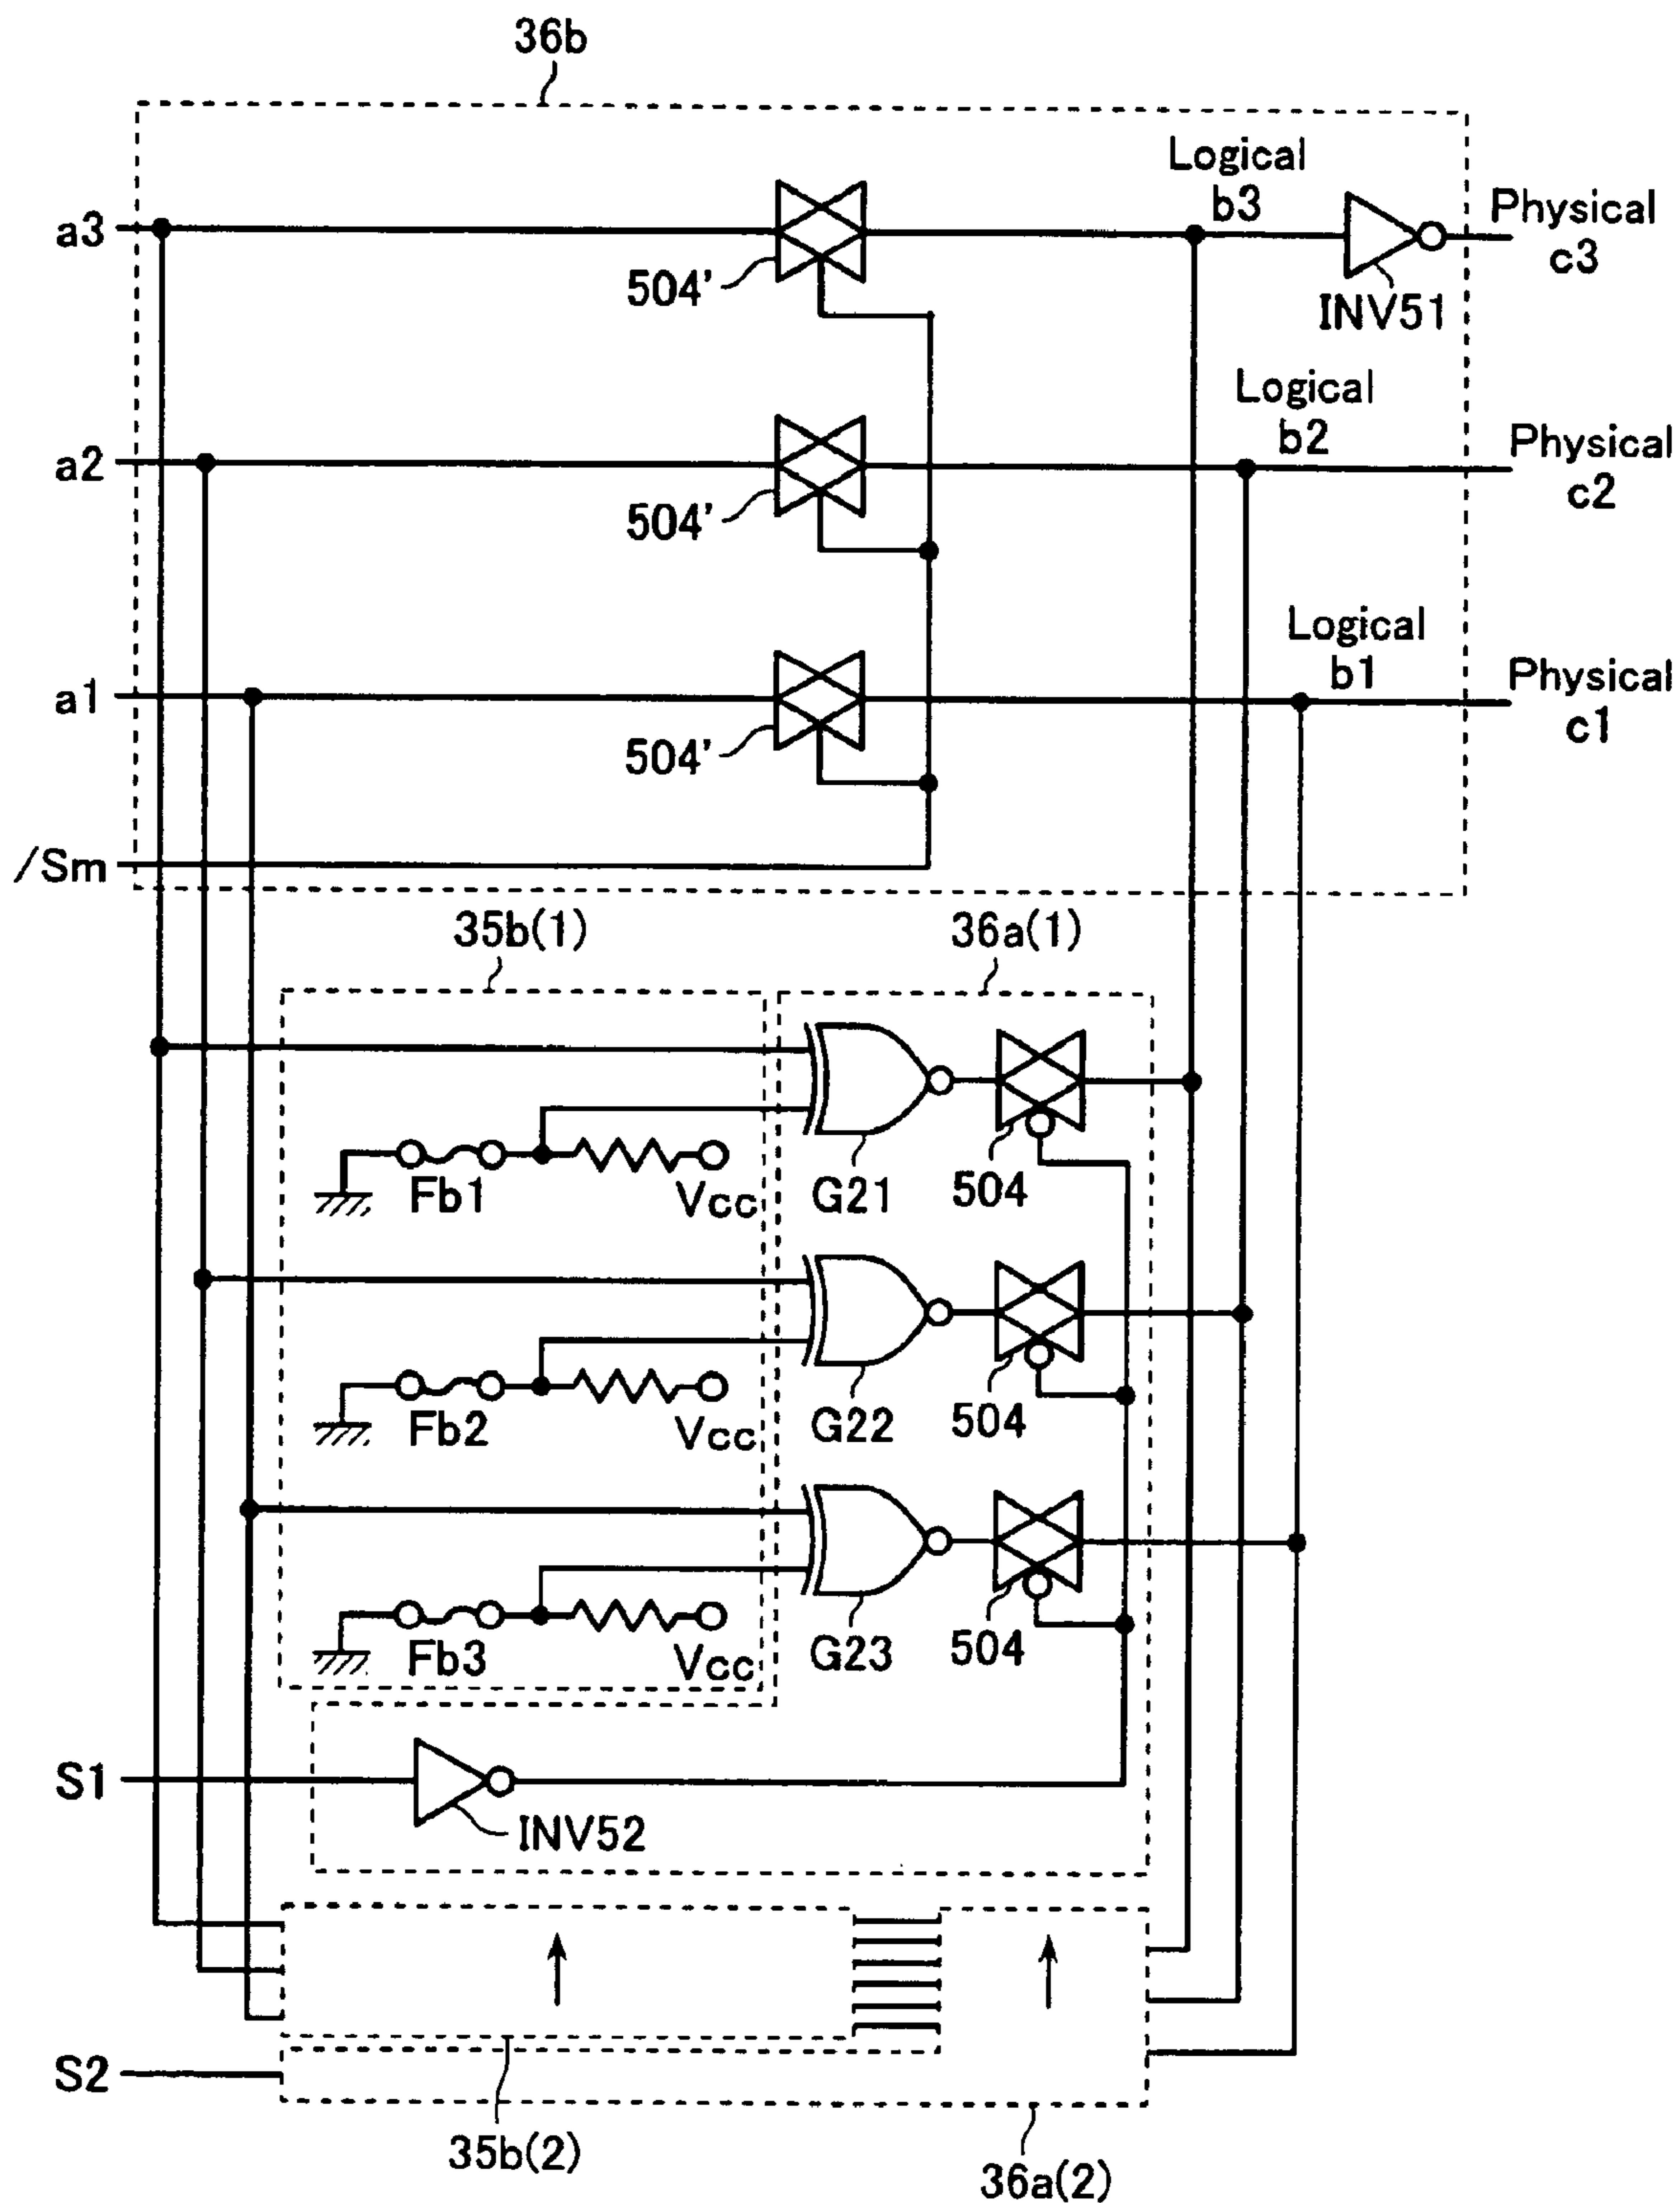 36b
Logical
b3
Physical
c3
a3
504'
INV51
Logical
b2
Physical
c2
a2
504'
Logical
b1
Physical
c1
a1
504'
/Sm
35b(1)
36a(1)
Fb1
Vcc
G21
504
Fb2
Vcc
G22
504
Fb3
Vcc
G23
504
S1
INV52
S2
35b(2)
36a(2)